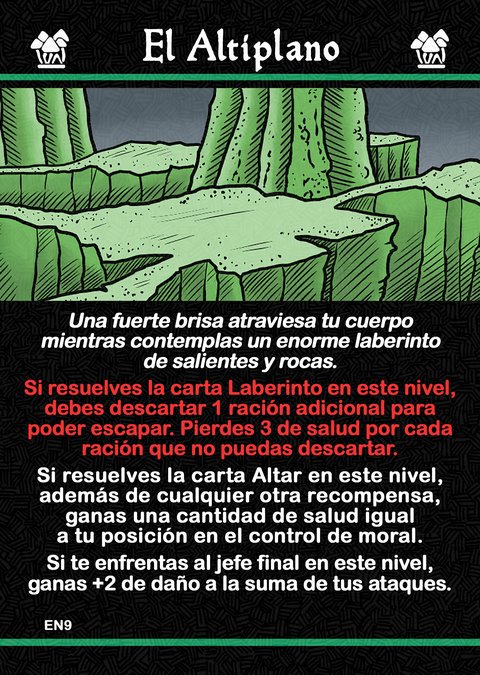 El Altiplano
Una fuerte brisa atraviesa tu cuerpo
mientras contemplas un enorme laberinto
de salientes y rocas.
Si resuelves la carta Laberinto en este nivel,
debes descartar 1 ración adicional para
poder escapar. Pierdes 3 de salud por cada
ración que no puedas descartar.
Si resuelves la carta Altar en este nivel,
además de cualquier otra recompensa,
ganas una cantidad de salud igual
a tu posición en el control de moral.
Si te enfrentas al jefe final en este nivel,
ganas +2 de daño a la suma de tus ataques.
EN9